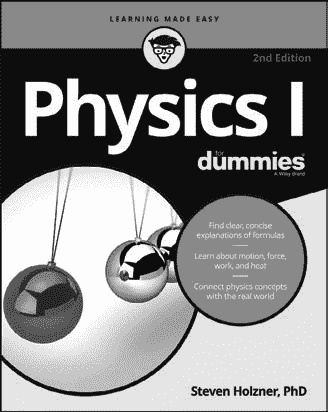 LEARNING MADE EASY
2nd Edition
Physics I
for
dummies
A Wiley Brand
Find clear, concise
explanations of formulas
Learn about motion, force,
work, and heat
Connect physics concepts
with the real world
Steven Holzner, PhD